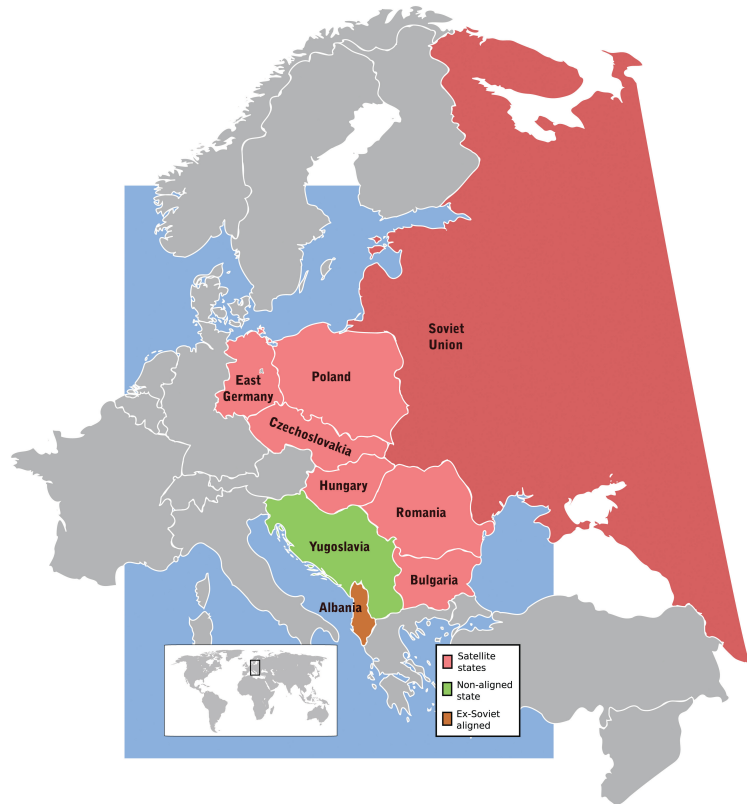 Soviet
Union
Poland
East
Germany
Czechoslovakia
Hungary
Romania
Yugoslavia
Bulgaria
Albania
Satellite
states
Non-aligned
state
Ex-Soviet
aligned